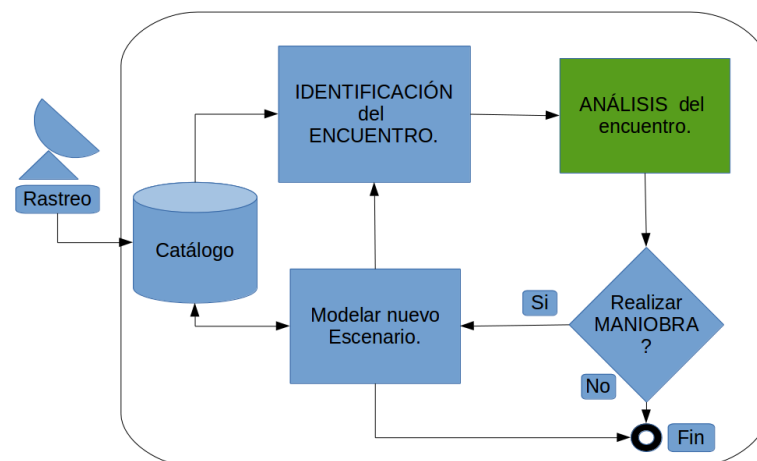 IDENTIFICACIÓN
del
ENCUENTRO.
ANÁLISIS del
encuentro.
Rastreo
Catálogo
Modelar nuevo
Escenario.
Si
Realizar
MANIOBRA
?
No
Fin